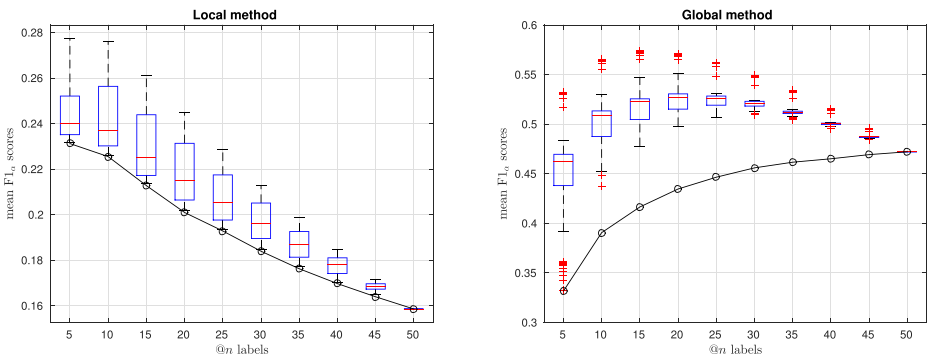 Local method
mean F1α scores
0.28
0.26
0.24
0.22
0.2
0.18
0.16
5 10 15 20 25 30 35 40 45 50
@n labels
Global method
mean F1α scores
0.6
0.55
0.5
0.45
0.4
0.35
0.3
5 10 15 20 25 30 35 40 45 50
@n labels